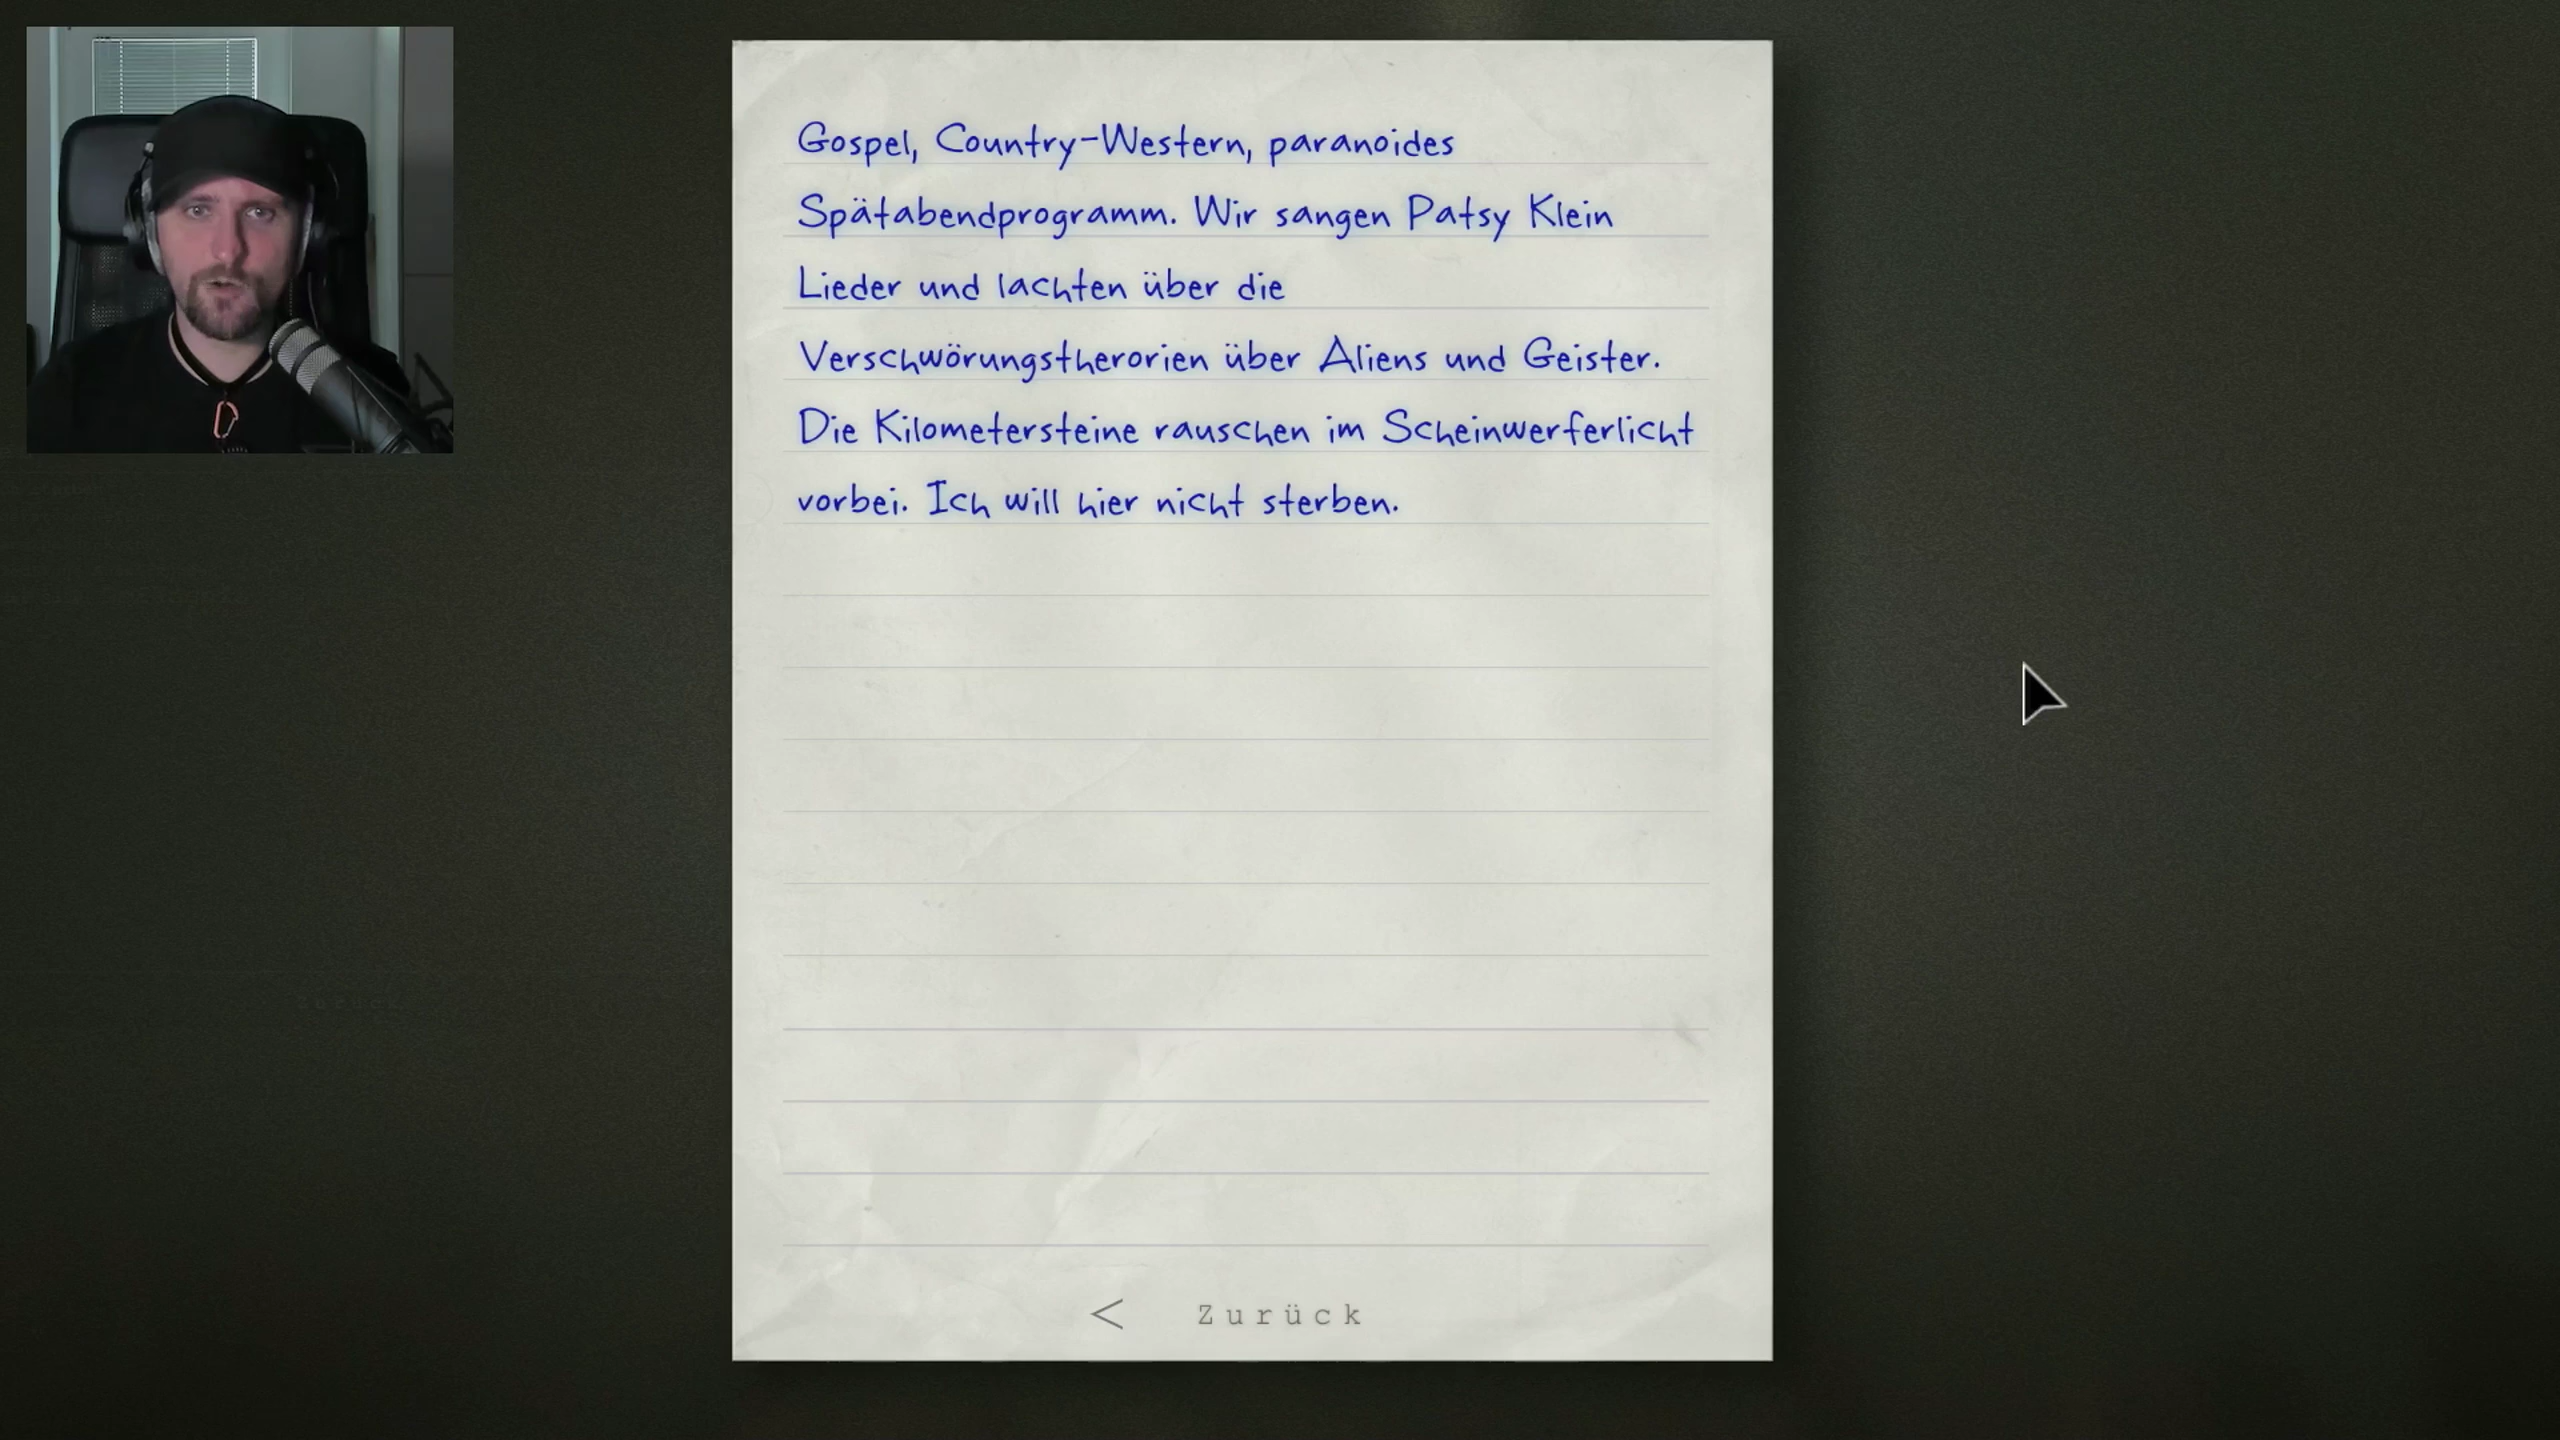 Gospel, Country-Western, paranoides
Spätabendprogramm. Wir sangen Patsy Klein
Lieder und lachten über die
Verschwörungstherorien über Aliens und Geister.
Die Kilometersteine rauschen im Scheinwerferlicht
vorbei. Ich will hier nicht sterben.
< Zurück